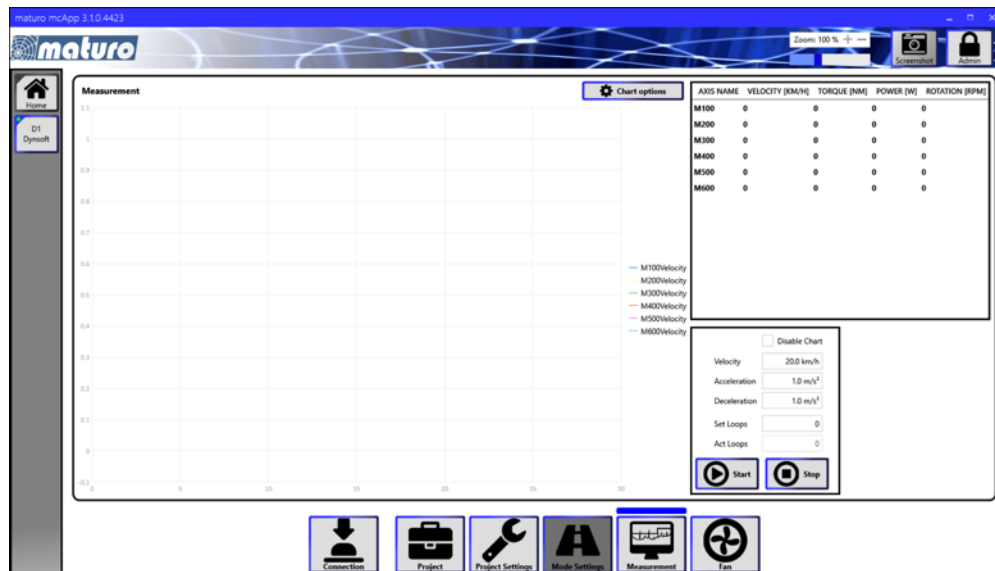 maturo mcApp 3.1.0.4423
maturo
Zoom: 100 % + −
Screenshot
Admin
Home
D1
Dynsoft
Measurement
Chart options
1.1
1
0.9
0.8
0.7
0.6
0.5
0.4
0.3
0.2
0.1
0
-0.1
0 5 10 15 20 25 30
M100Velocity
M200Velocity
M300Velocity
M400Velocity
M500Velocity
M600Velocity
AXIS NAME VELOCITY [KM/H] TORQUE [NM] POWER [W] ROTATION [RPM]
M100 0 0 0 0
M200 0 0 0 0
M300 0 0 0 0
M400 0 0 0 0
M500 0 0 0 0
M600 0 0 0 0
Disable Chart
Velocity 20.0 km/h
Acceleration 1.0 m/s²
Deceleration 1.0 m/s²
Set Loops 0
Act Loops 0
Start Stop
Connection Project Project Settings Mode Settings Measurement Fan